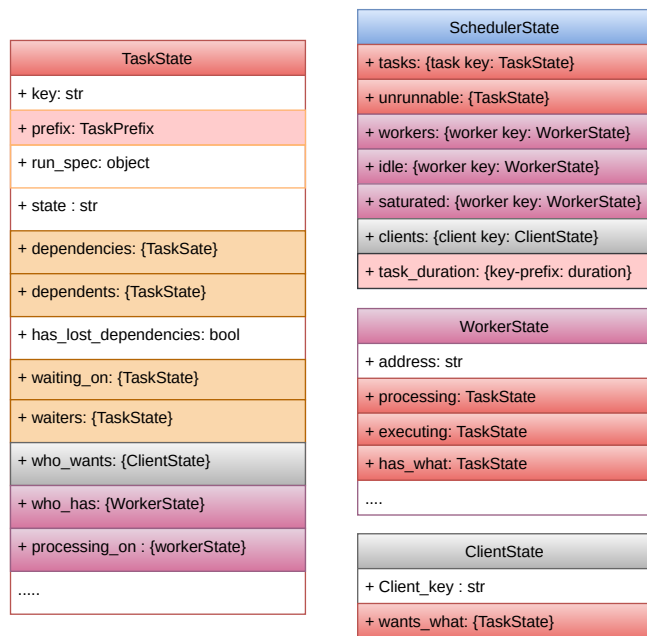 TaskState
+ key: str
+ prefix: TaskPrefix
+ run_spec: object
+ state : str
+ dependencies: {TaskSate}
+ dependents: {TaskState}
+ has_lost_dependencies: bool
+ waiting_on: {TaskState}
+ waiters: {TaskState}
+ who_wants: {ClientState}
+ who_has: {WorkerState}
+ processing_on : {workerState}
.....
SchedulerState
+ tasks: {task key: TaskState}
+ unrunnable: {TaskState}
+ workers: {worker key: WorkerState}
+ idle: {worker key: WorkerState}
+ saturated: {worker key: WorkerState}
+ clients: {client key: ClientState}
+ task_duration: {key-prefix: duration}
WorkerState
+ address: str
+ processing: TaskState
+ executing: TaskState
+ has_what: TaskState
....
ClientState
+ Client_key : str
+ wants_what: {TaskState}